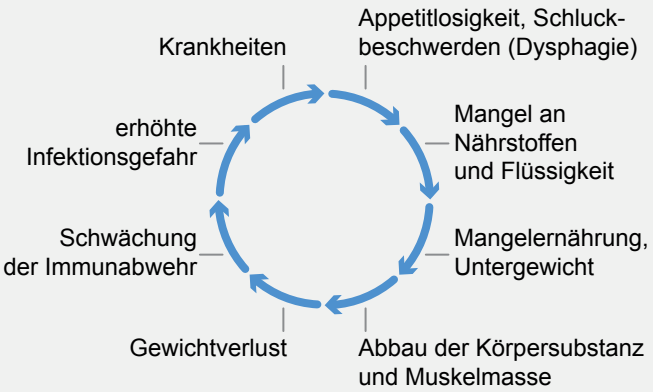 Appetitlosigkeit, Schluck-
beschwerden (Dysphagie)
Mangel an
Nährstoffen
und Flüssigkeit
Mangelernährung,
Untergewicht
Abbau der Körpersubstanz
und Muskelmasse
Gewichtverlust
Schwächung
der Immunabwehr
erhöhte
Infektionsgefahr
Krankheiten